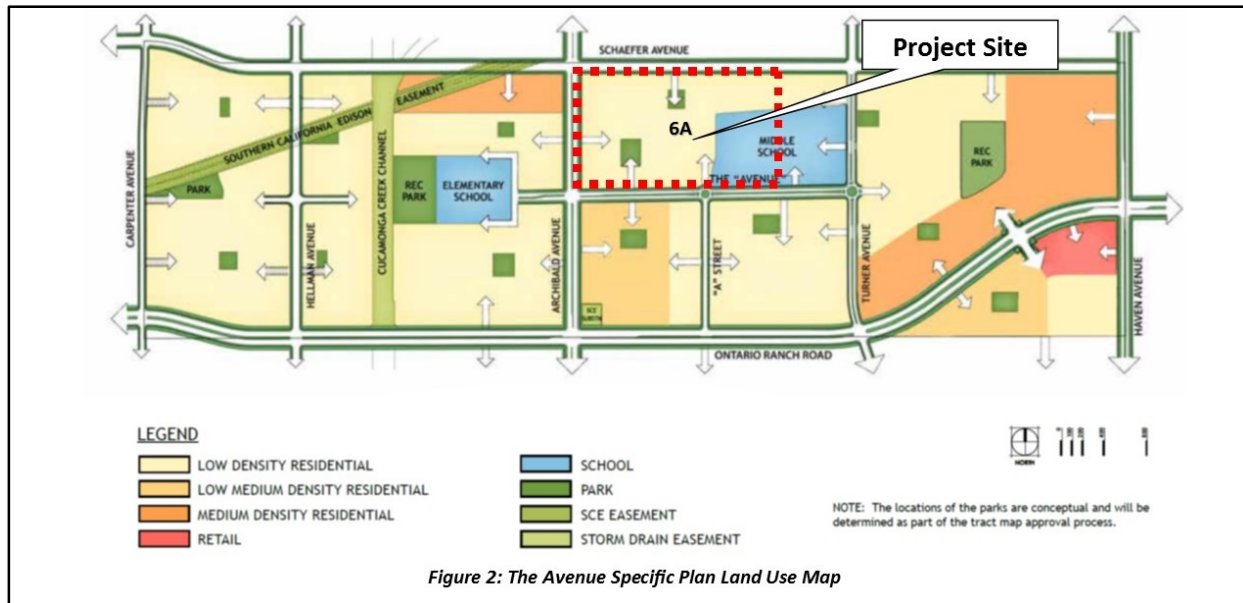 SCHAEFER AVENUE
Project Site
SOUTHERN CALIFORNIA EDISON EASEMENT
6A
MIDDLE
SCHOOL
REC
PARK
CUCAMONGA CREEK CHANNEL
REC
PARK
ELEMENTARY
SCHOOL
THE "AVENUE"
PARK
CARPENTER AVENUE
HELLMAN AVENUE
ARCHIBALD AVENUE
"A" STREET
TURNER AVENUE
HAVEN AVENUE
SCE
ONTARIO RANCH ROAD
LEGEND
LOW DENSITY RESIDENTIAL
LOW MEDIUM DENSITY RESIDENTIAL
MEDIUM DENSITY RESIDENTIAL
RETAIL
SCHOOL
PARK
SCE EASEMENT
STORM DRAIN EASEMENT
NORTH
NOTE: The locations of the parks are conceptual and will be
determined as part of the tract map approval process.
Figure 2: The Avenue Specific Plan Land Use Map